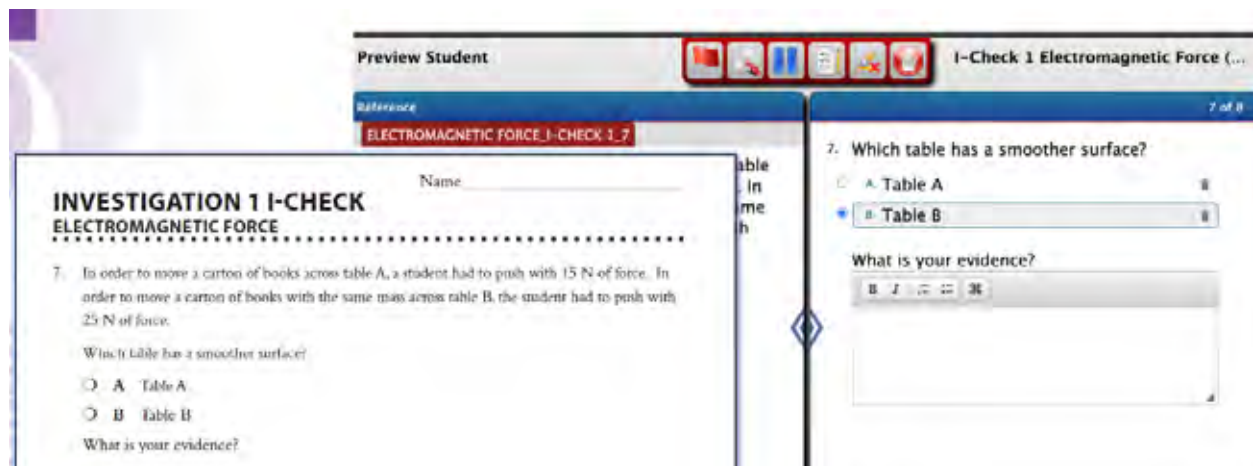 Preview Student
I-Check 1 Electromagnetic Force (...
Reference
7 of 8
ELECTROMAGNETIC FORCE_I-CHECK 1_7
able
. In
me
h
Name
INVESTIGATION 1 I-CHECK
ELECTROMAGNETIC FORCE
7. In order to move a carton of books across table A, a student had to push with 15 N of force. In
order to move a carton of books with the same mass across table B, the student had to push with
25 N of force.
Which table has a smoother surface?
A Table A
B Table B
What is your evidence?
7. Which table has a smoother surface?
A. Table A
B. Table B
What is your evidence?
B I